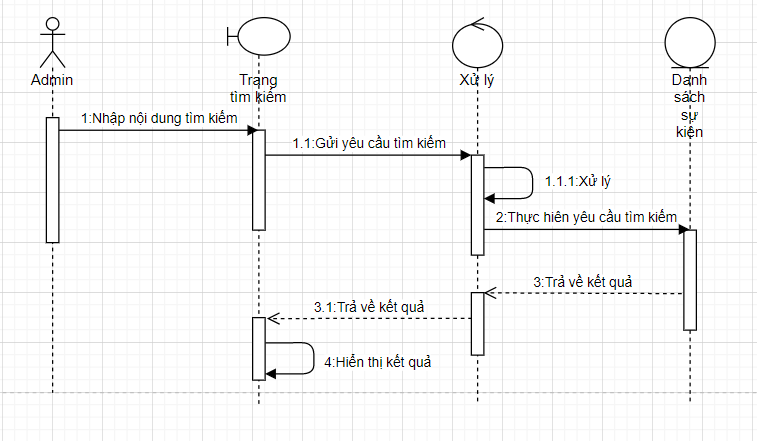 Admin
Trang
tìm kiếm
Xử lý
Danh
sách
sự
kiện
1:Nhập nội dung tìm kiếm
1.1:Gửi yêu cầu tìm kiếm
1.1.1:Xử lý
2:Thực hiên yêu cầu tìm kiếm
3:Trả về kết quả
3.1:Trả về kết quả
4:Hiển thị kết quả